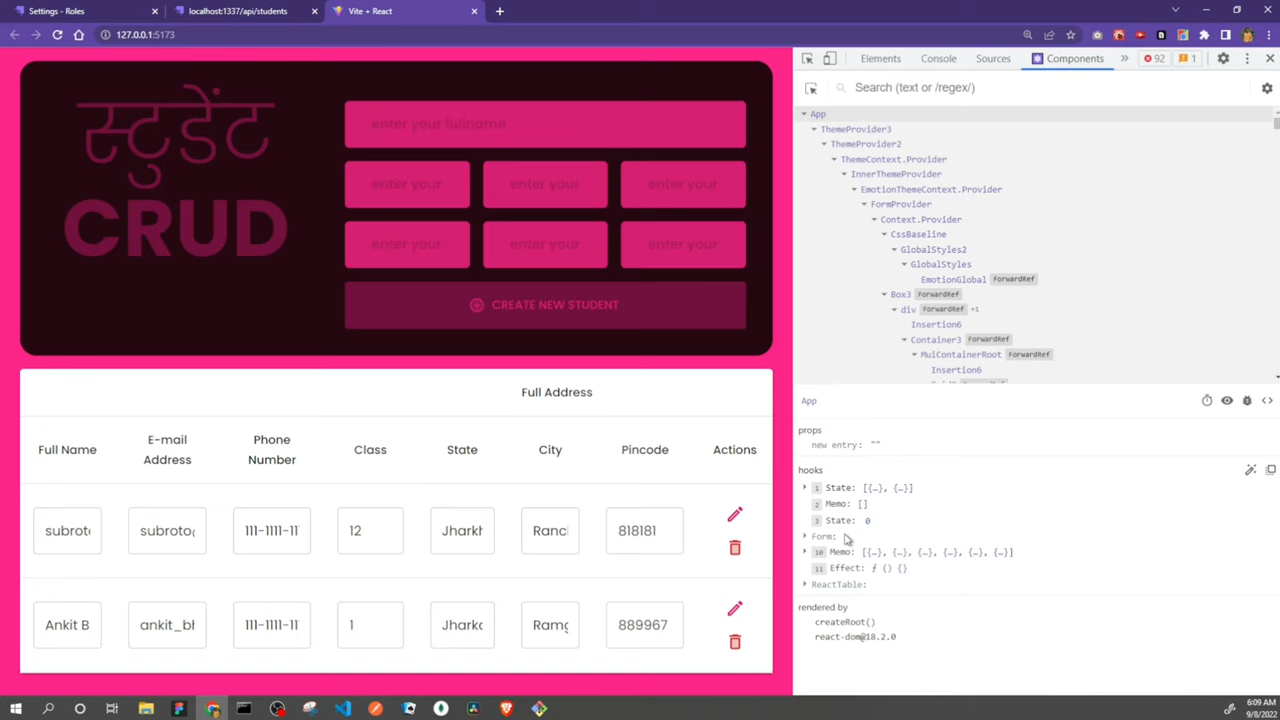 Settings - Roles
localhost:1337/api/students
Vite + React
127.0.0.1:5173
स्टुडेंट
CRUD
enter your fullname
enter your enter your enter your
enter your enter your enter your
CREATE NEW STUDENT
Full Address
Full Name E-mail Address Phone Number Class State City Pincode Actions
subrot subroto@ 111-1111-11 12 Jharkh Ranc 818181
Ankit B ankit_bh 111-1111-11 1 Jharkc Ramg 889967
Elements Console Sources Components 92 1
Search (text or /regex/)
App
ThemeProvider3
ThemeProvider2
ThemeContext.Provider
InnerThemeProvider
EmotionThemeContext.Provider
FormProvider
Context.Provider
CssBaseline
GlobalStyles2
GlobalStyles
EmotionGlobal ForwardRef
Box3 ForwardRef
div ForwardRef +1
Insertion6
Container3 ForwardRef
MuiContainerRoot ForwardRef
Insertion6
App
props
new entry: ""
hooks
1 State: [{…}, {…}]
2 Memo: []
3 State: 0
Form:
10 Memo: [{…}, {…}, {…}, {…}, {…}, {…}]
11 Effect: ƒ () {}
ReactTable:
rendered by
createRoot()
react-dom@18.2.0
6:09 AM
9/8/2022